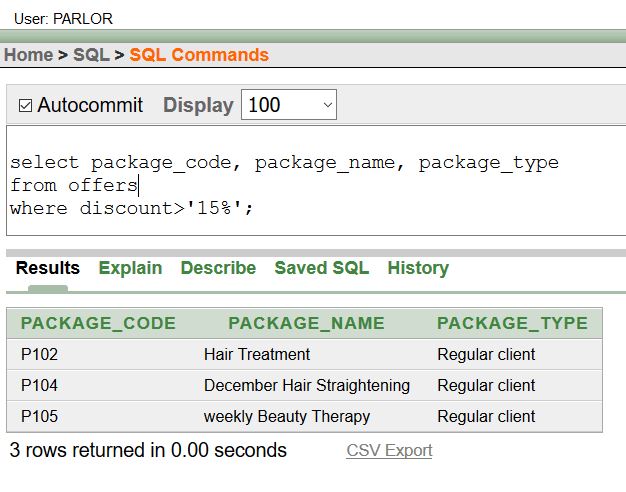 User: PARLOR
Home > SQL > SQL Commands
Autocommit Display 100
select package_code, package_name, package_type
from offers
where discount>'15%';
Results Explain Describe Saved SQL History
PACKAGE_CODE PACKAGE_NAME PACKAGE_TYPE
P102 Hair Treatment Regular client
P104 December Hair Straightening Regular client
P105 weekly Beauty Therapy Regular client
3 rows returned in 0.00 seconds CSV Export